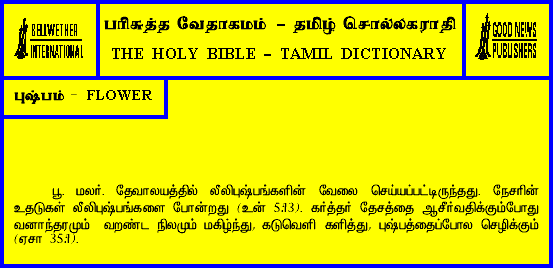 BELLWETHER
INTERNATIONAL
பரிசுத்த வேதாகமம் - தமிழ் சொல்லகராதி
THE HOLY BIBLE - TAMIL DICTIONARY
GOOD NEWS
PUBLISHERS
புஷ்பம் - FLOWER
பூ. மலர். தேவாலயத்தில் லீலிபுஷ்பங்களின் வேலை செய்யப்பட்டிருந்தது. நேசரின்
உதடுகள் லீலிபுஷ்பங்களை போன்றது (உன் 5:13). கர்த்தர் தேசத்தை ஆசீர்வதிக்கும்போது
வனாந்தரமும் வறண்ட நிலமும் மகிழ்ந்து, கடுவெளி களித்து, புஷ்பத்தைப்போல செழிக்கும்
(ஏசா 35:1).